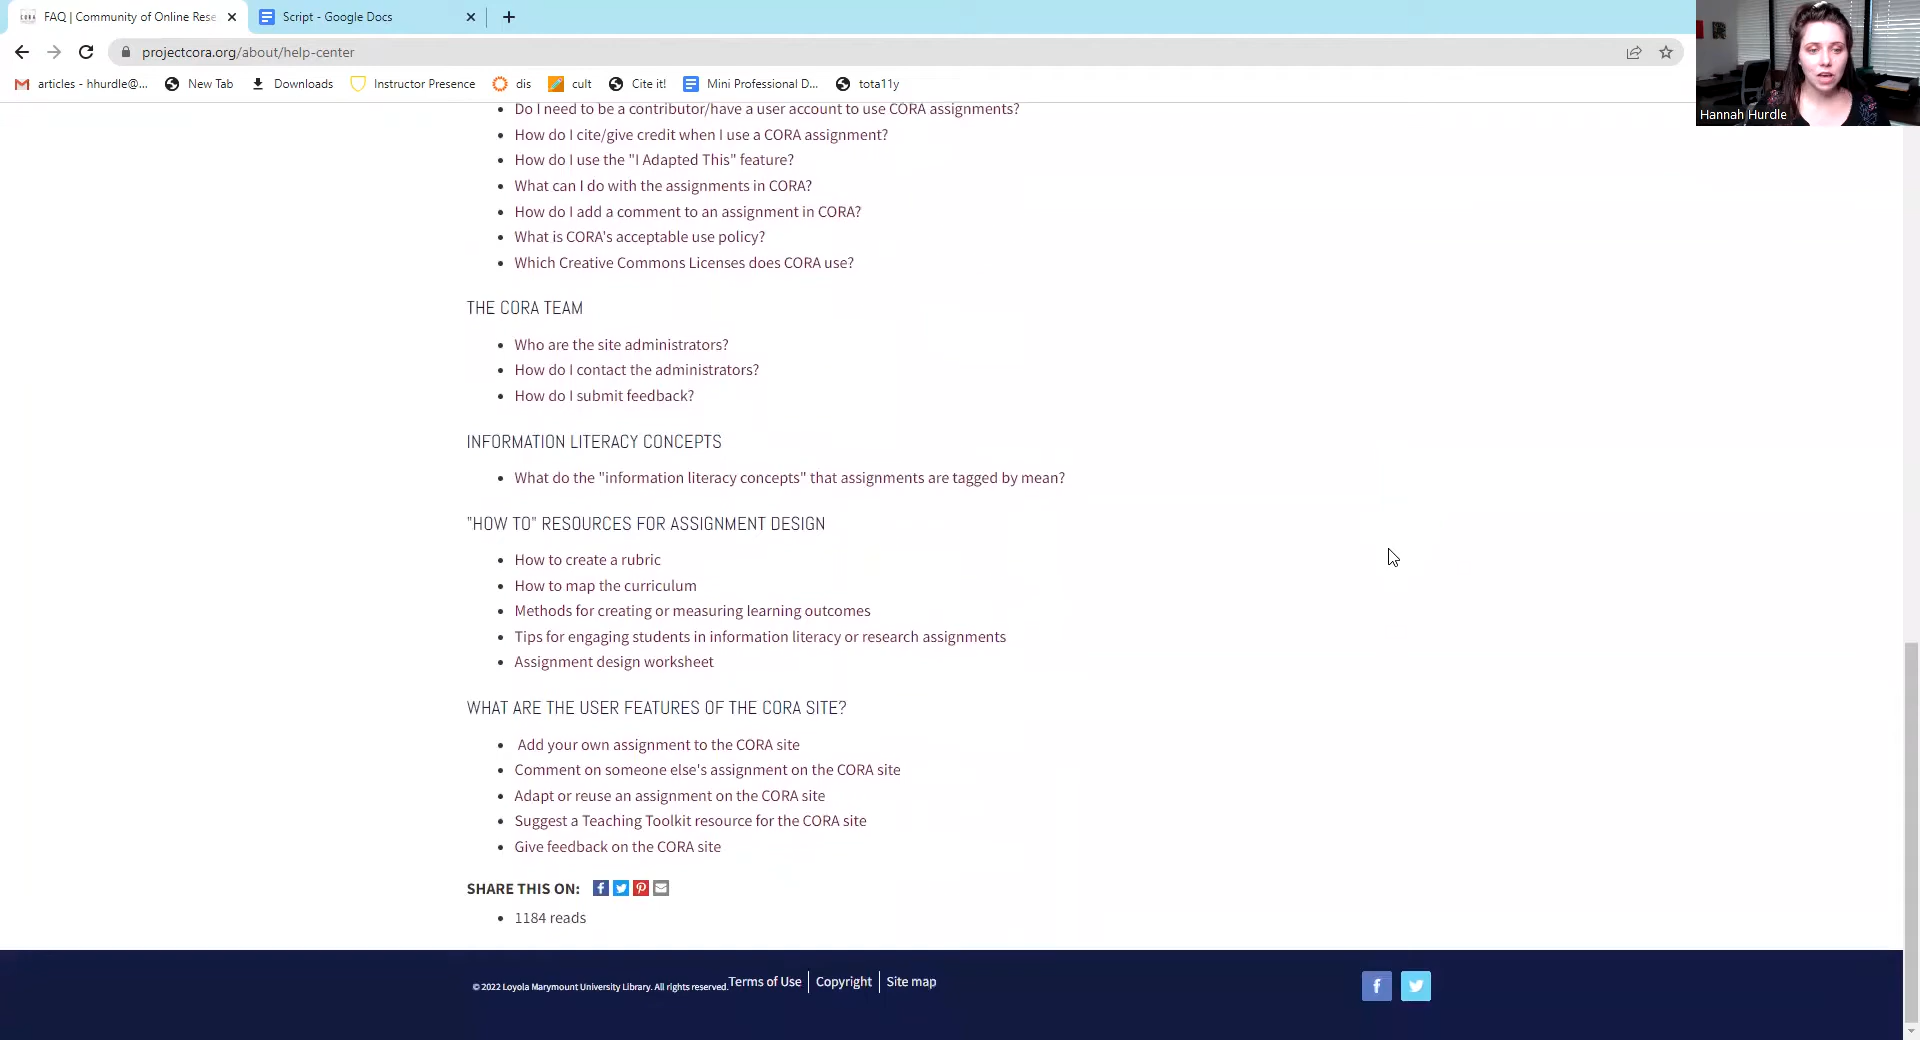 FAQ | Community of Online Rese
Script - Google Docs
projectcora.org/about/help-center
articles - hhurdle@...
New Tab
Downloads
Instructor Presence
dis
cult
Cite it!
Mini Professional D...
tota11y
Hannah Hurdle
Do I need to be a contributor/have a user account to use CORA assignments?
How do I cite/give credit when I use a CORA assignment?
How do I use the "I Adapted This" feature?
What can I do with the assignments in CORA?
How do I add a comment to an assignment in CORA?
What is CORA's acceptable use policy?
Which Creative Commons Licenses does CORA use?
THE CORA TEAM
Who are the site administrators?
How do I contact the administrators?
How do I submit feedback?
INFORMATION LITERACY CONCEPTS
What do the "information literacy concepts" that assignments are tagged by mean?
"HOW TO" RESOURCES FOR ASSIGNMENT DESIGN
How to create a rubric
How to map the curriculum
Methods for creating or measuring learning outcomes
Tips for engaging students in information literacy or research assignments
Assignment design worksheet
WHAT ARE THE USER FEATURES OF THE CORA SITE?
Add your own assignment to the CORA site
Comment on someone else's assignment on the CORA site
Adapt or reuse an assignment on the CORA site
Suggest a Teaching Toolkit resource for the CORA site
Give feedback on the CORA site
SHARE THIS ON:
1184 reads
© 2022 Loyola Marymount University Library. All rights reserved. Terms of Use | Copyright | Site map